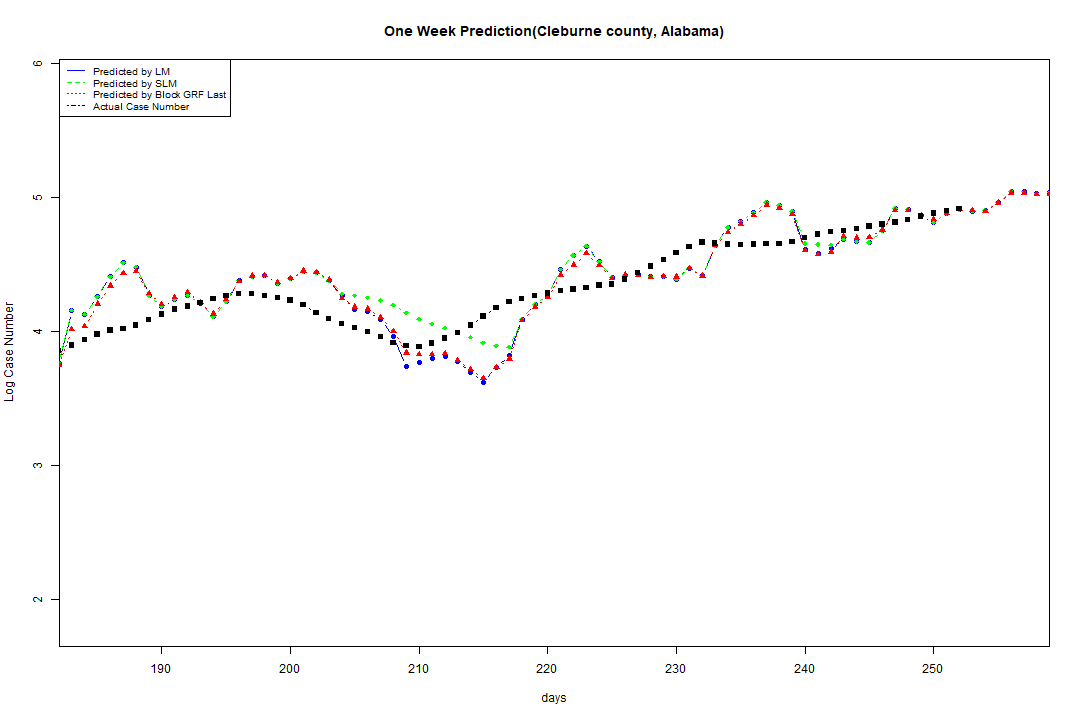 One Week Prediction(Cleburne county, Alabama)
Predicted by LM
Predicted by SLM
Predicted by Block GRF Last
Actual Case Number
6
5
4
3
2
Log Case Number
190 200 210 220 230 240 250
days